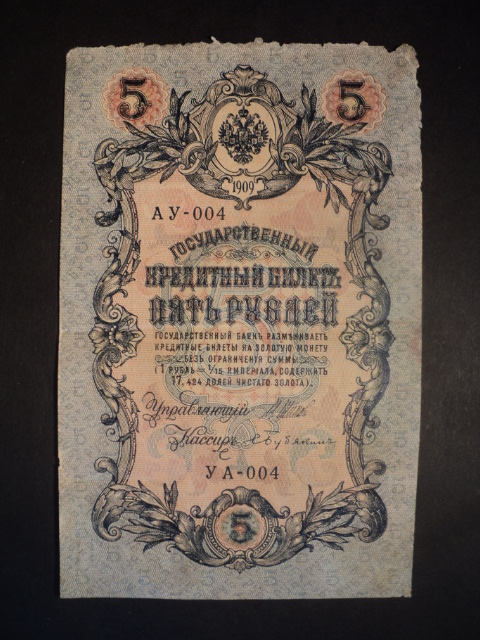 5 5
1909
АУ-004
ГОСУДАРСТВЕННЫЙ
КРЕДИТНЫЙ БИЛЕТЪ
ПЯТЬ РУБЛЕЙ
ГОСУДАРСТВЕННЫЙ БАНКЪ РАЗМѢНИВАЕТЪ
КРЕДИТНЫЕ БИЛЕТЫ НА ЗОЛОТУЮ МОНЕТУ
БЕЗЪ ОГРАНИЧЕНІЯ СУММЫ
(1 РУБЛЬ = 1/15 ИМПЕРІАЛА, СОДЕРЖИТЪ
17,424 ДОЛЕЙ ЧИСТАГО ЗОЛОТА).
Управляющій
Кассиръ
УА-004
5